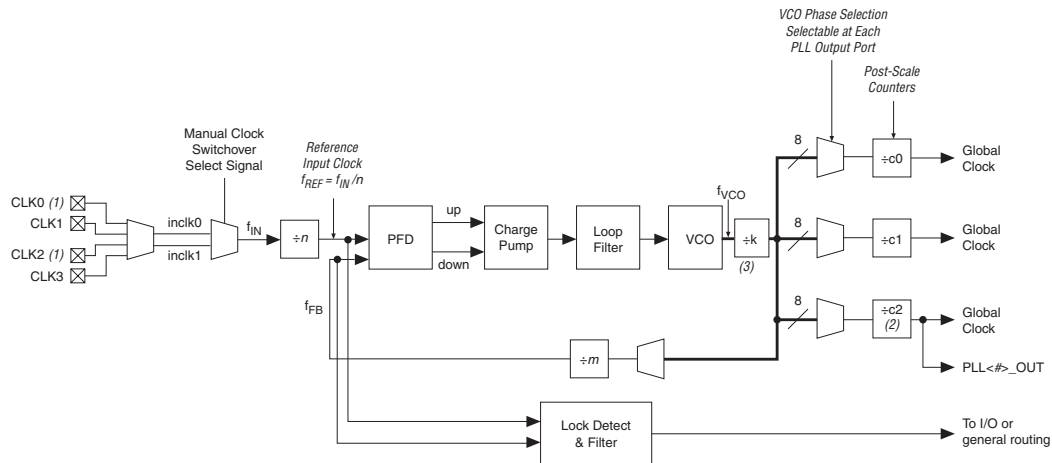 VCO Phase Selection
Selectable at Each
PLL Output Port
Post-Scale
Counters
Manual Clock
Switchover
Select Signal
Reference
Input Clock
fREF = fIN /n
CLK0 (1)
CLK1
CLK2 (1)
CLK3
inclk0
inclk1
fIN
÷n
PFD
up
down
Charge
Pump
Loop
Filter
VCO
fVCO
÷k
(3)
8
÷c0
Global
Clock
8
÷c1
Global
Clock
8
÷c2
(2)
Global
Clock
PLL<#>_OUT
fFB
÷m
Lock Detect
& Filter
To I/O or
general routing